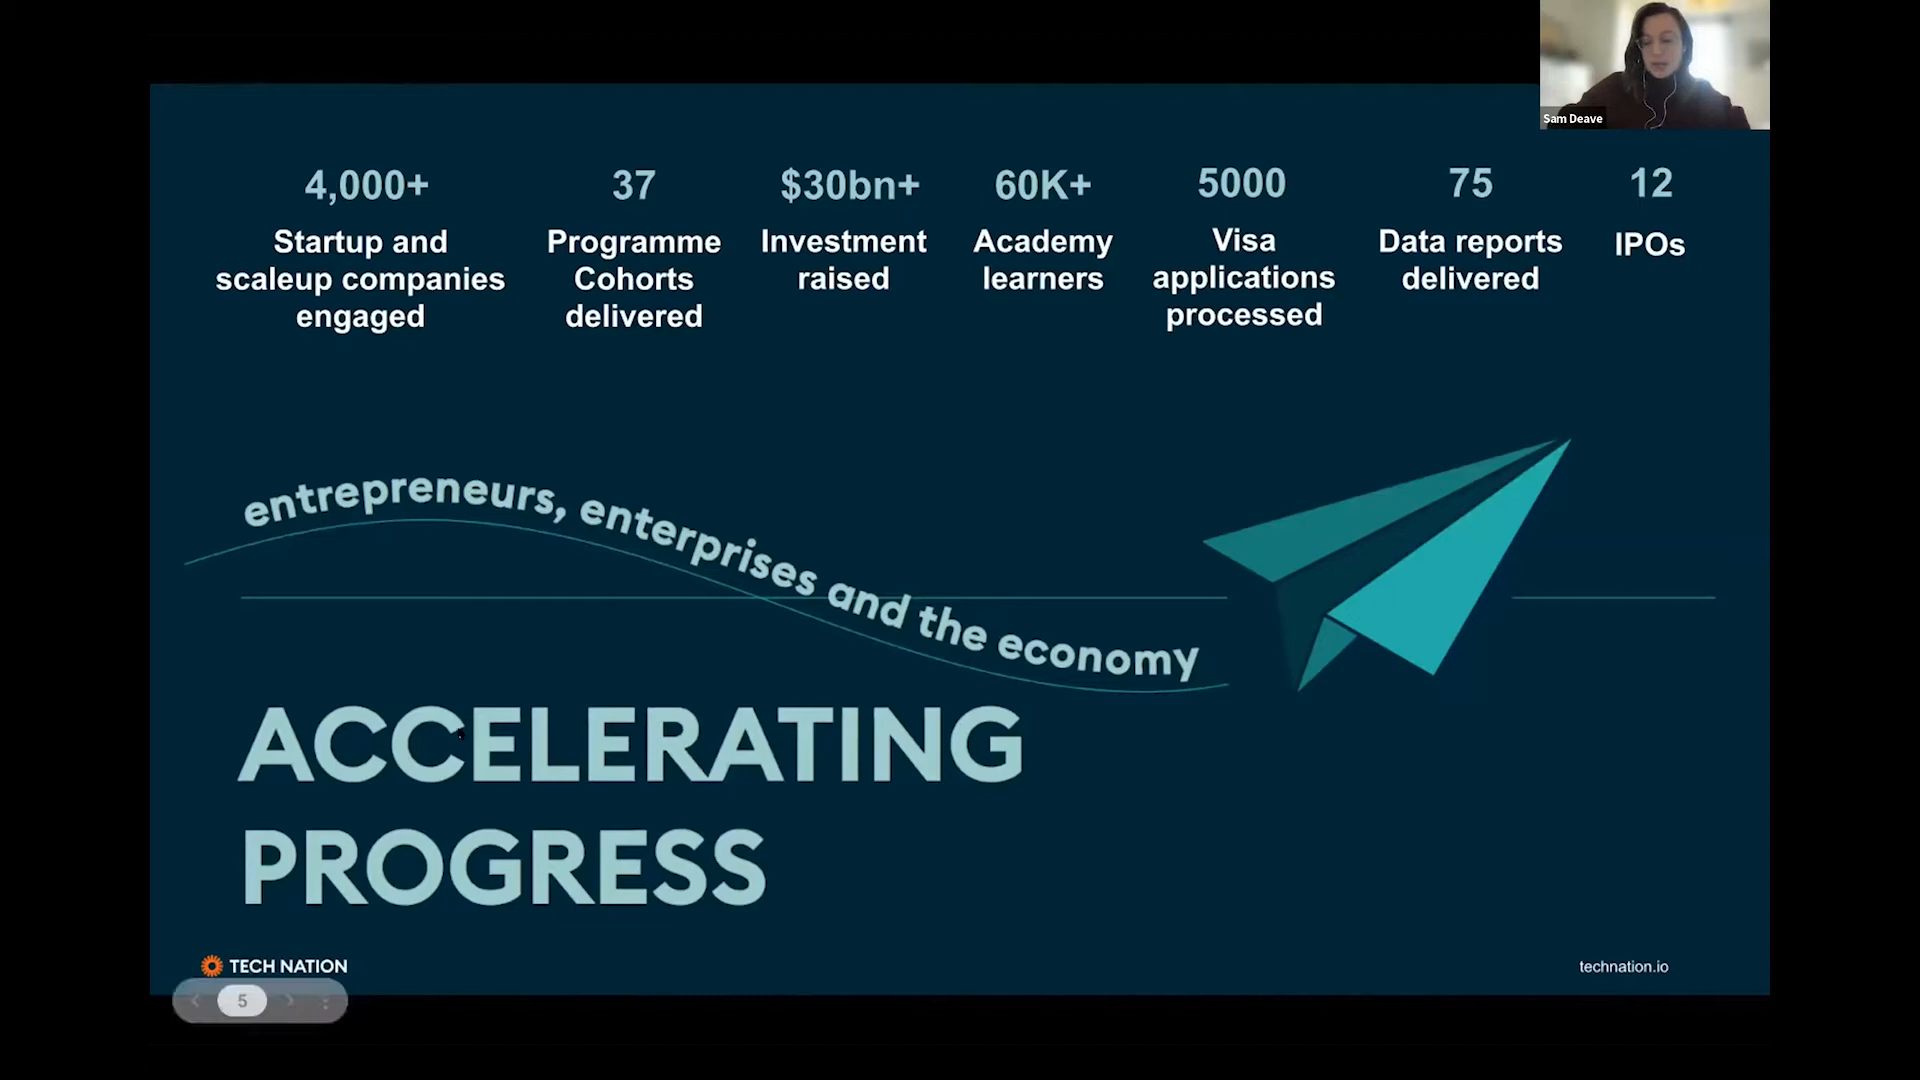 Sam Deave
4,000+
Startup and
scaleup companies
engaged
37
Programme
Cohorts
delivered
$30bn+
Investment
raised
60K+
Academy
learners
5000
Visa
applications
processed
75
Data reports
delivered
12
IPOs
entrepreneurs, enterprises and the economy
ACCELERATING
PROGRESS
TECH NATION
technation.io
5